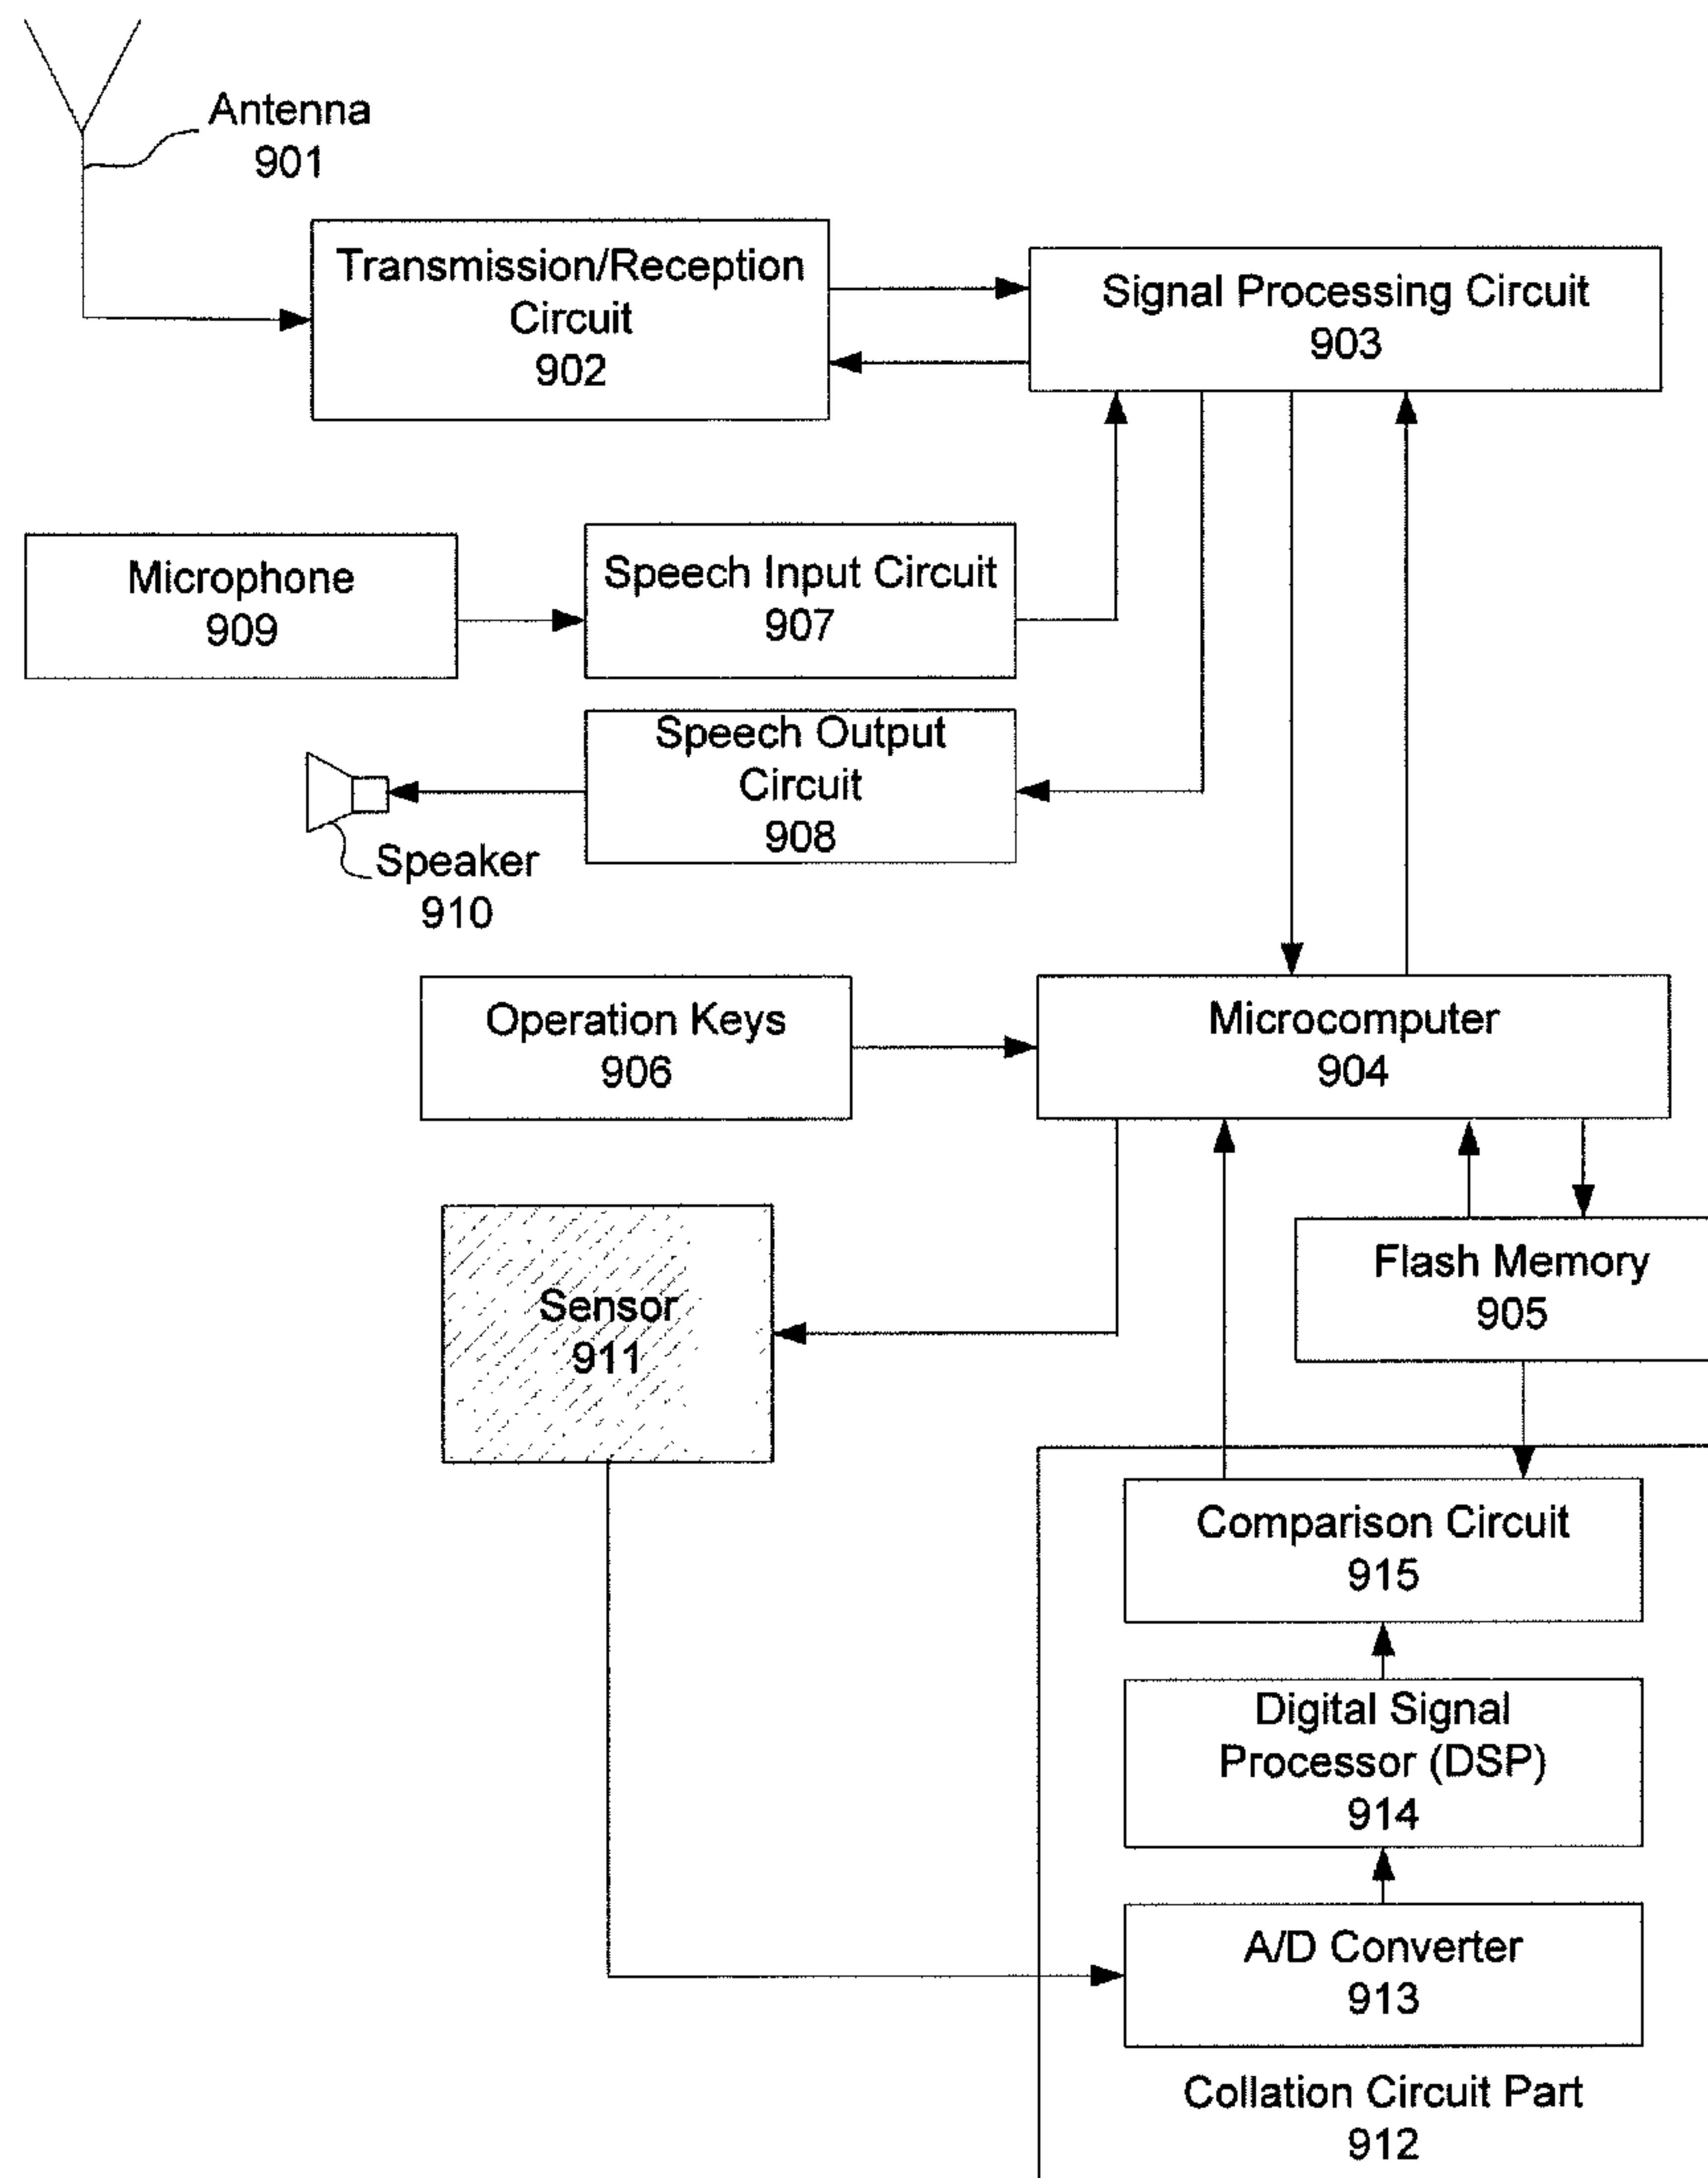 Antenna
901
Transmission/Reception
Circuit
902
Signal Processing Circuit
903
Microphone
909
Speech Input Circuit
907
Speech Output
Circuit
908
Speaker
910
Operation Keys
906
Microcomputer
904
Sensor
911
Flash Memory
905
Comparison Circuit
915
Digital Signal
Processor (DSP)
914
A/D Converter
913
Collation Circuit Part
912